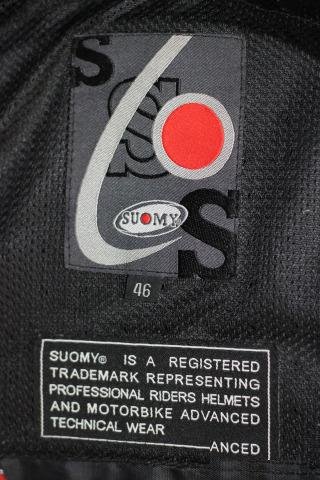 S
S
SUOMY
S
46
SUOMY® IS A REGISTERED
TRADEMARK REPRESENTING
PROFESSIONAL RIDERS HELMETS
AND MOTORBIKE ADVANCED
TECHNICAL WEAR
ANCED